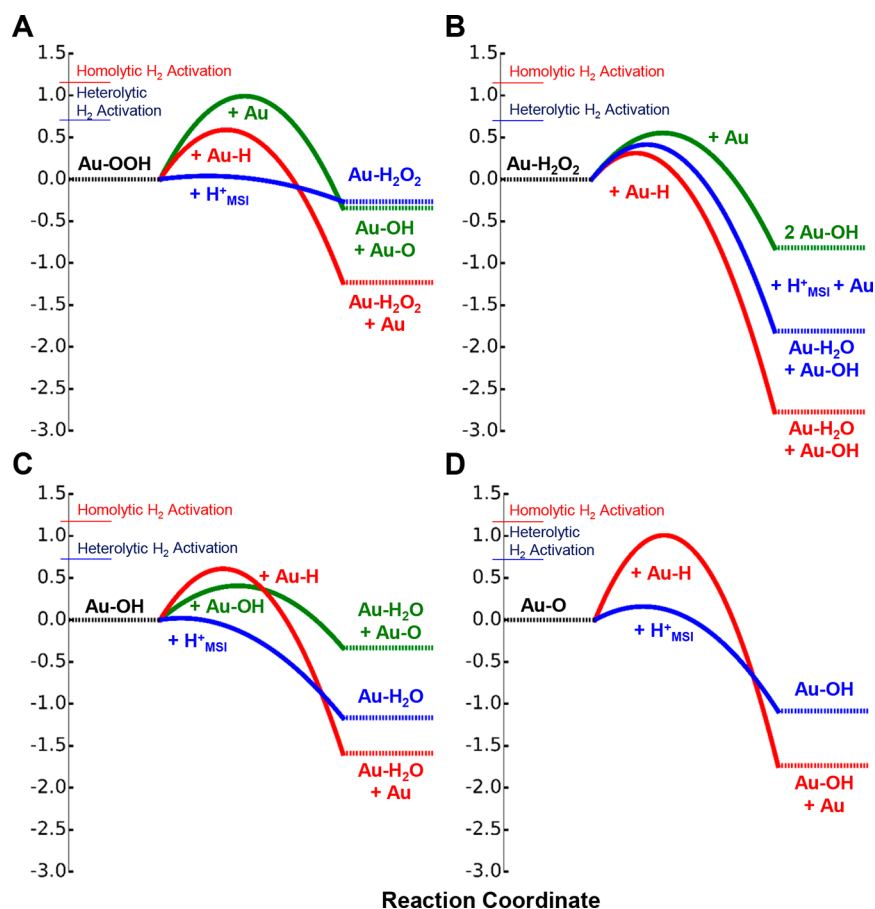 A
1.5
1.0
0.5
0.0
-0.5
-1.0
-1.5
-2.0
-2.5
-3.0
Homolytic H₂ Activation
Heterolytic
H₂ Activation
Au-OOH
+ Au
+ Au-H
+ H⁺MSI
Au-H₂O₂
Au-OH
+ Au-O
Au-H₂O₂
+ Au
B
1.5
1.0
0.5
0.0
-0.5
-1.0
-1.5
-2.0
-2.5
-3.0
Homolytic H₂ Activation
Heterolytic H₂ Activation
Au-H₂O₂
+ Au
+ Au-H
2 Au-OH
+ H⁺MSI + Au
Au-H₂O
+ Au-OH
Au-H₂O
+ Au-OH
C
1.5
1.0
0.5
0.0
-0.5
-1.0
-1.5
-2.0
-2.5
-3.0
Homolytic H₂ Activation
Heterolytic H₂ Activation
Au-OH
+ Au-H
+ Au-OH
+ H⁺MSI
Au-H₂O
+ Au-O
Au-H₂O
Au-H₂O
+ Au
D
1.5
1.0
0.5
0.0
-0.5
-1.0
-1.5
-2.0
-2.5
-3.0
Homolytic H₂ Activation
Heterolytic
H₂ Activation
Au-O
+ Au-H
+ H⁺MSI
Au-OH
Au-OH
+ Au
Reaction Coordinate